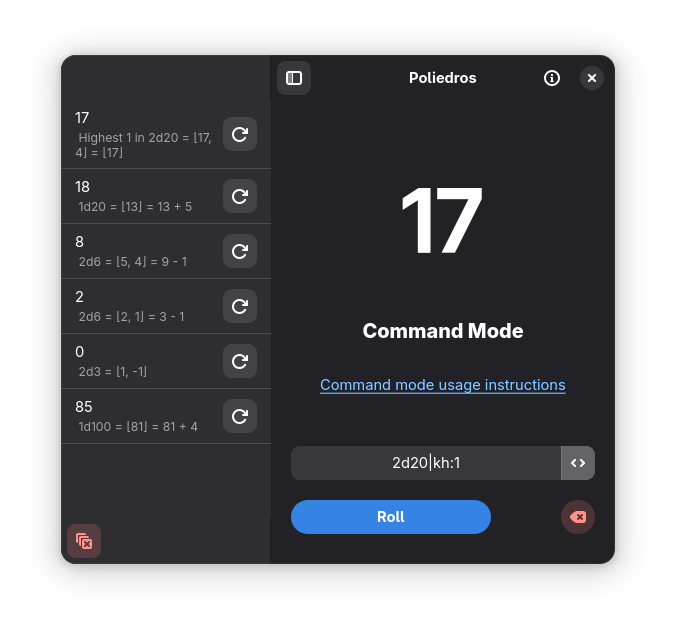 Poliedros
17
Highest 1 in 2d20 = [17,
4] = [17]
18
1d20 = [13] = 13 + 5
8
2d6 = [5, 4] = 9 - 1
2
2d6 = [2, 1] = 3 - 1
0
2d3 = [1, -1]
85
1d100 = [81] = 81 + 4
17
Command Mode
Command mode usage instructions
2d20|kh:1
Roll